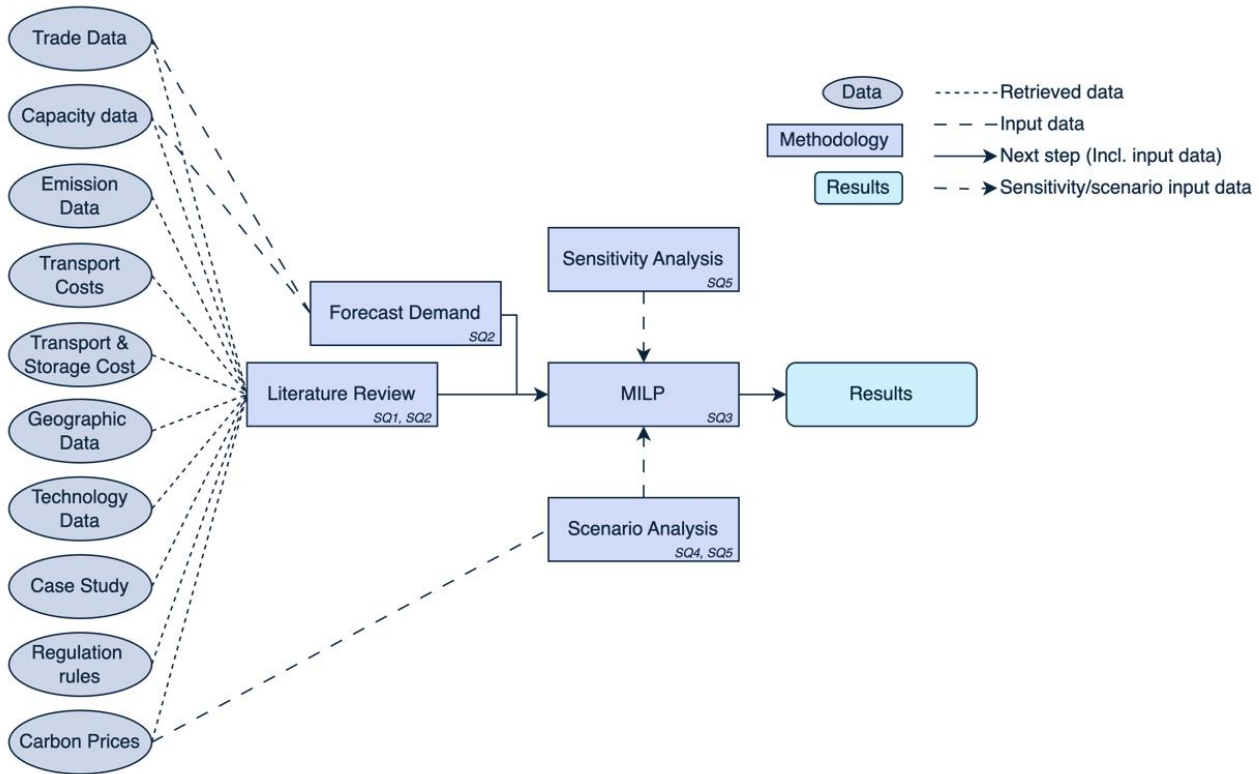 Trade Data
Capacity data
Emission
Data
Transport
Costs
Transport &
Storage Cost
Geographic
Data
Technology
Data
Case Study
Regulation
rules
Carbon Prices
Forecast Demand
SQ2
Literature Review
SQ1, SQ2
Sensitivity Analysis
SQ5
MILP
SQ3
Scenario Analysis
SQ4, SQ5
Results
Data
Methodology
Results
Retrieved data
Input data
Next step (Incl. input data)
Sensitivity/scenario input data